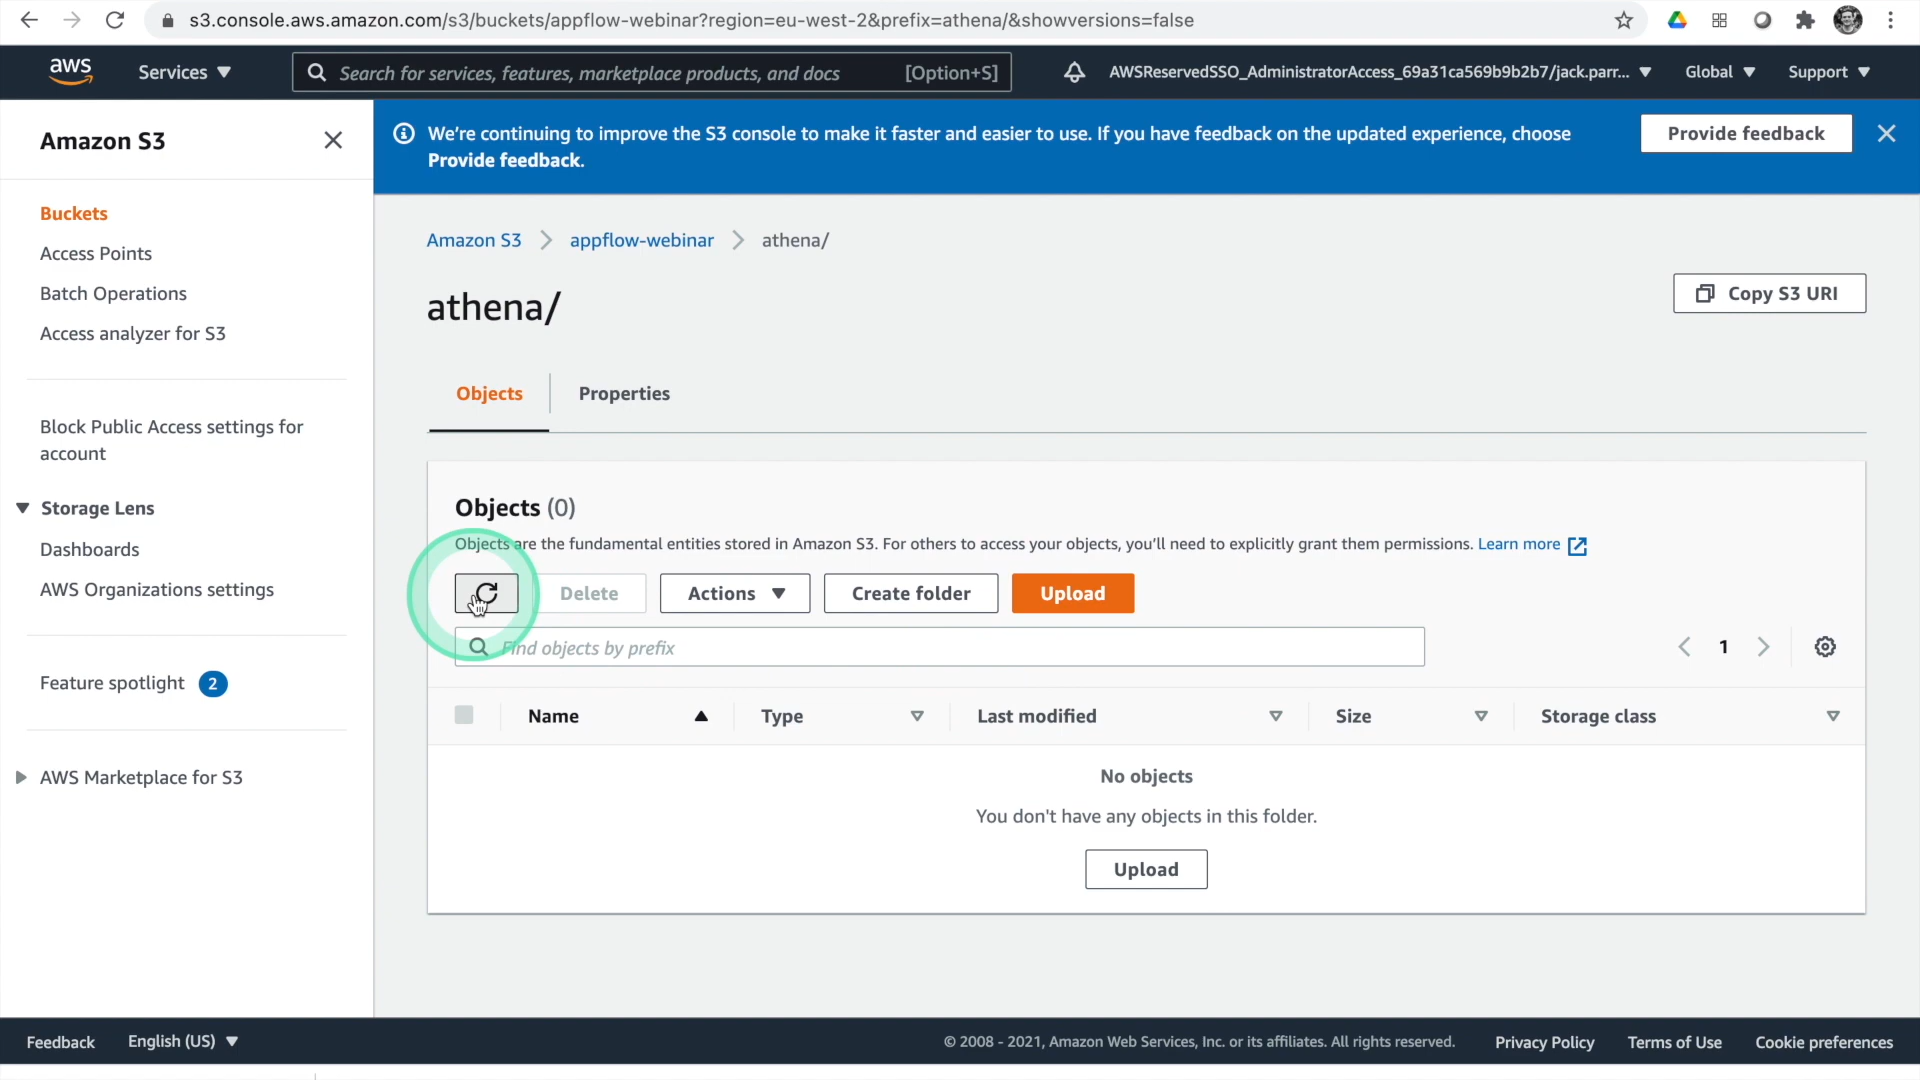 s3.console.aws.amazon.com/s3/buckets/appflow-webinar?region=eu-west-2&prefix=athena/&showversions=false
aws
Services
Search for services, features, marketplace products, and docs
[Option+S]
AWSReservedSSO_AdministratorAccess_69a31ca569b9b2b7/jack.parr...
Global
Support
Amazon S3
We're continuing to improve the S3 console to make it faster and easier to use. If you have feedback on the updated experience, choose
Provide feedback.
Provide feedback
Buckets
Access Points
Batch Operations
Access analyzer for S3
Block Public Access settings for
account
Storage Lens
Dashboards
AWS Organizations settings
Feature spotlight 2
AWS Marketplace for S3
Amazon S3
appflow-webinar
athena/
athena/
Copy S3 URI
Objects
Properties
Objects (0)
Objects are the fundamental entities stored in Amazon S3. For others to access your objects, you'll need to explicitly grant them permissions. Learn more
Delete
Actions
Create folder
Upload
Find objects by prefix
1
Name
Type
Last modified
Size
Storage class
No objects
You don't have any objects in this folder.
Upload
Feedback
English (US)
© 2008 - 2021, Amazon Web Services, Inc. or its affiliates. All rights reserved.
Privacy Policy
Terms of Use
Cookie preferences